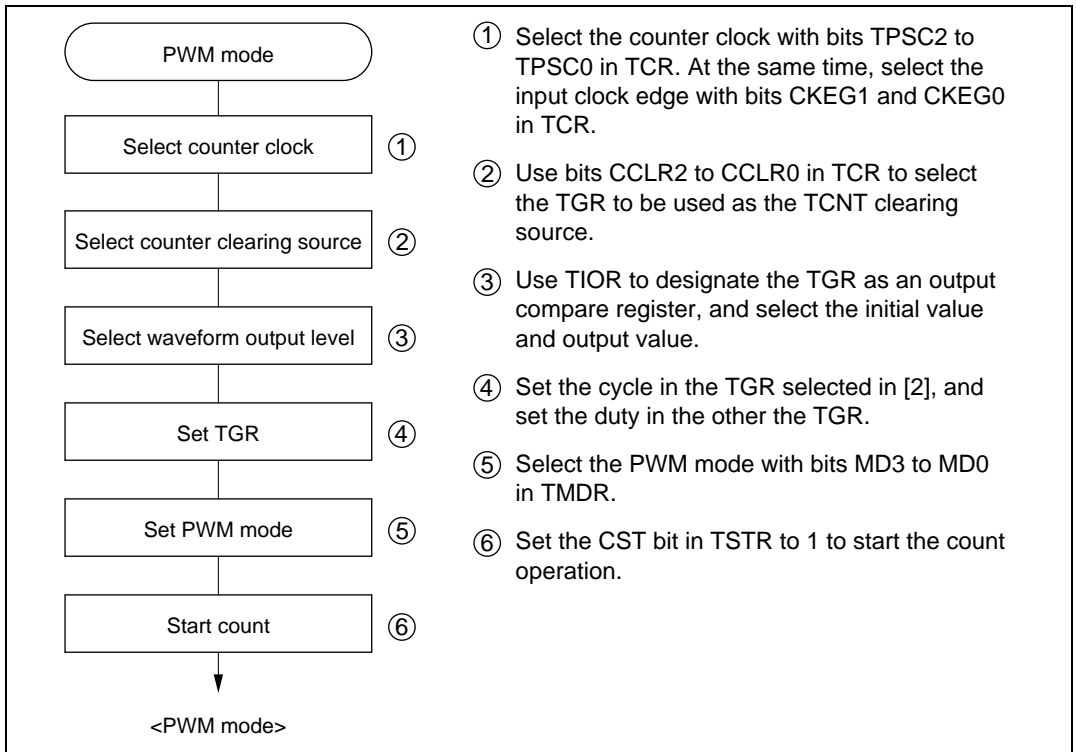 PWM mode
Select counter clock ①
Select counter clearing source ②
Select waveform output level ③
Set TGR ④
Set PWM mode ⑤
Start count ⑥
<PWM mode>
① Select the counter clock with bits TPSC2 to
TPSC0 in TCR. At the same time, select the
input clock edge with bits CKEG1 and CKEG0
in TCR.
② Use bits CCLR2 to CCLR0 in TCR to select
the TGR to be used as the TCNT clearing
source.
③ Use TIOR to designate the TGR as an output
compare register, and select the initial value
and output value.
④ Set the cycle in the TGR selected in [2], and
set the duty in the other the TGR.
⑤ Select the PWM mode with bits MD3 to MD0
in TMDR.
⑥ Set the CST bit in TSTR to 1 to start the count
operation.